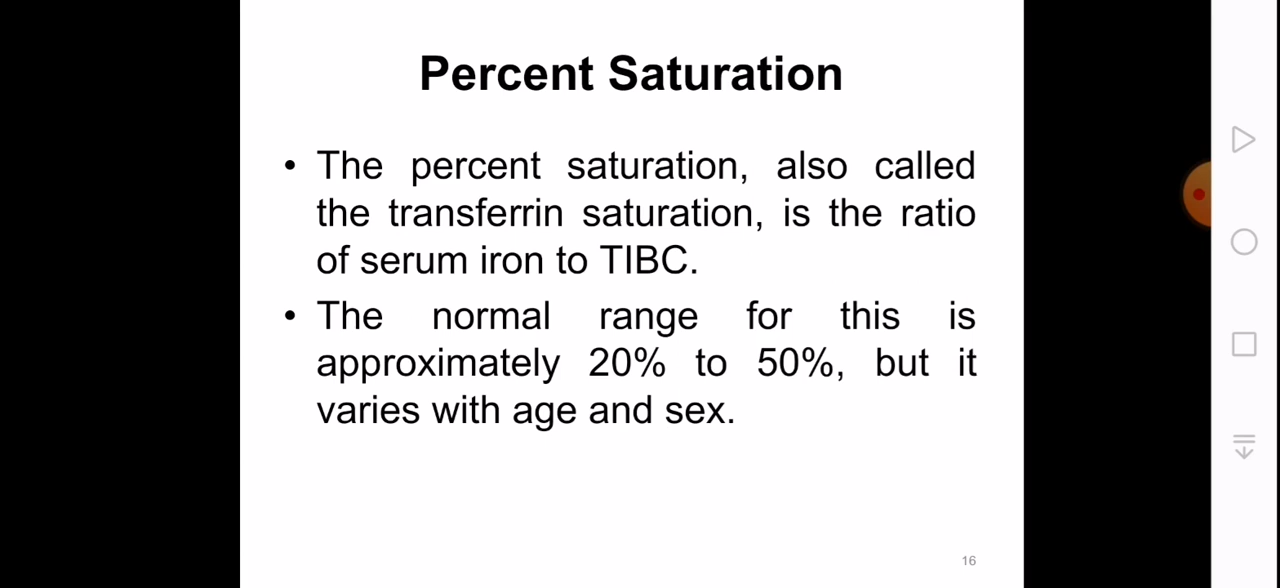 Percent Saturation
• The percent saturation, also called
the transferrin saturation, is the ratio
of serum iron to TIBC.
• The normal range for this is
approximately 20% to 50%, but it
varies with age and sex.
16